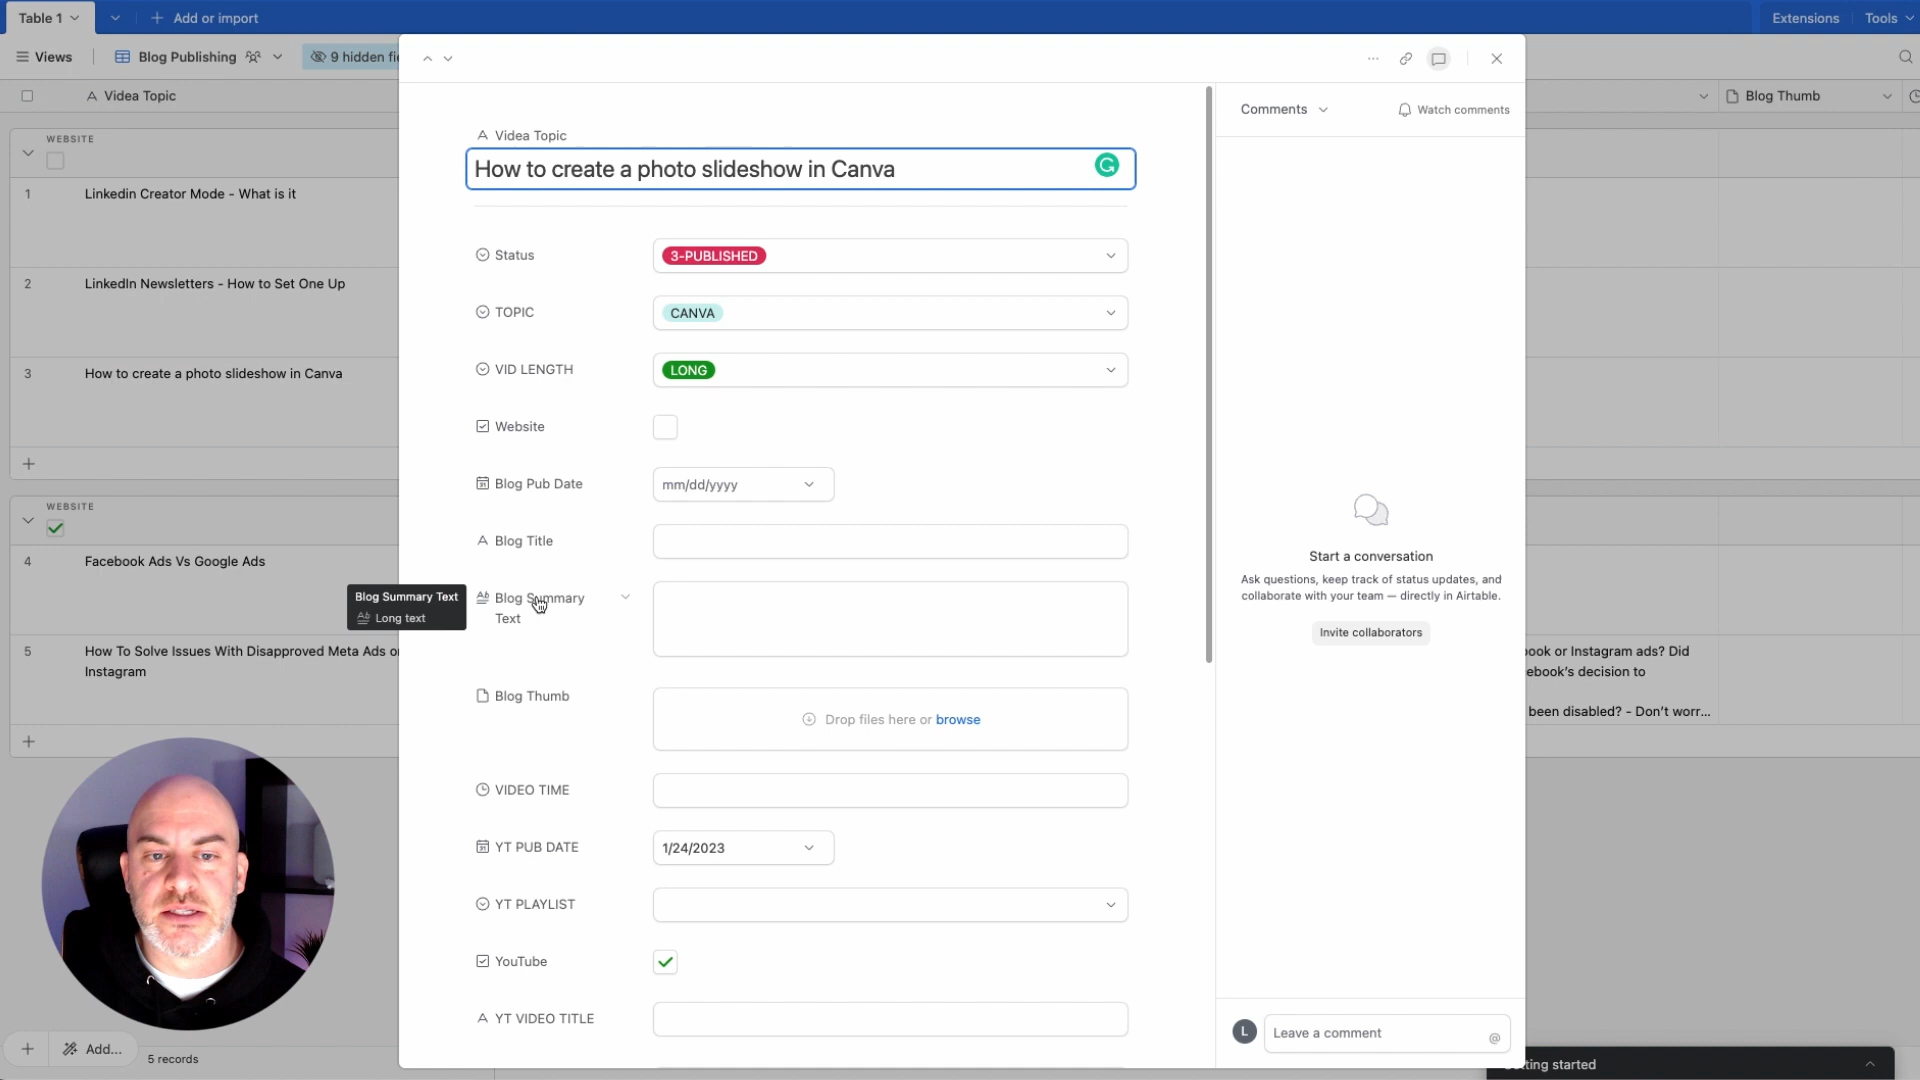 Table 1
Add or import
Extensions
Tools
Views
Blog Publishing
9 hidden fie
Videa Topic
Blog Thumb
WEBSITE
1
Linkedin Creator Mode - What is it
2
LinkedIn Newsletters - How to Set One Up
3
How to create a photo slideshow in Canva
WEBSITE
4
Facebook Ads Vs Google Ads
5
How To Solve Issues With Disapproved Meta Ads o
Instagram
Add...
5 records
Blog Summary Text
Long text
Videa Topic
How to create a photo slideshow in Canva
Status
3-PUBLISHED
TOPIC
CANVA
VID LENGTH
LONG
Website
Blog Pub Date
mm/dd/yyyy
Blog Title
Blog Summary
Text
Blog Thumb
Drop files here or browse
VIDEO TIME
YT PUB DATE
1/24/2023
YT PLAYLIST
YouTube
YT VIDEO TITLE
Comments
Watch comments
Start a conversation
Ask questions, keep track of status updates, and
collaborate with your team — directly in Airtable.
Invite collaborators
L
Leave a comment
@
ook or Instagram ads? Did
ebook's decision to
been disabled? - Don't worr...
tting started